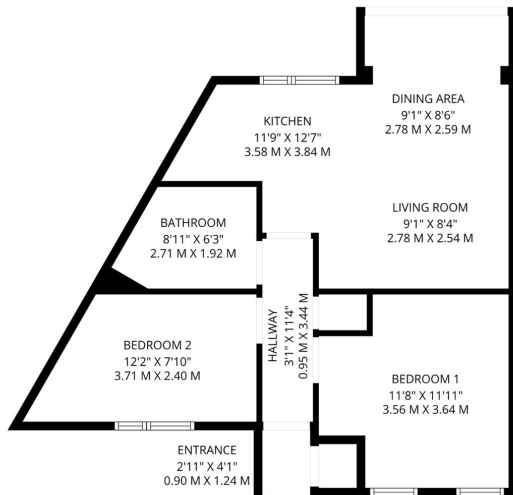 DINING AREA
9'1" X 8'6"
2.78 M X 2.59 M
KITCHEN
11'9" X 12'7"
3.58 M X 3.84 M
LIVING ROOM
9'1" X 8'4"
2.78 M X 2.54 M
BATHROOM
8'11" X 6'3"
2.71 M X 1.92 M
HALLWAY
3'1" X 11'4"
0.95 M X 3.44 M
BEDROOM 2
12'2" X 7'10"
3.71 M X 2.40 M
BEDROOM 1
11'8" X 11'11"
3.56 M X 3.64 M
ENTRANCE
2'11" X 4'1"
0.90 M X 1.24 M